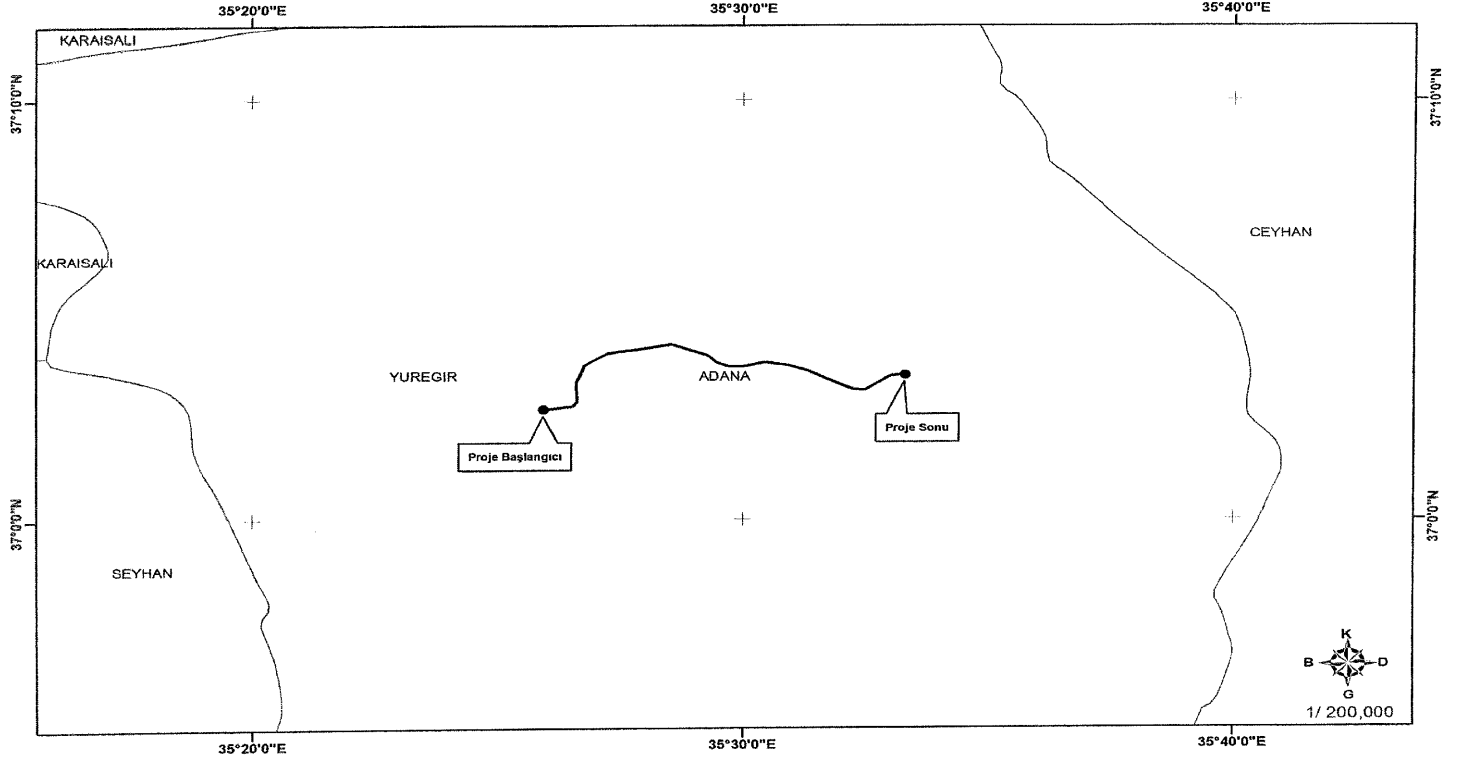 35°20'0"E
35°30'0"E
35°40'0"E
KARAISALI
37°10'0"N
37°10'0"N
CEYHAN
KARAISALI
YUREGIR
ADANA
Proje Sonu
Proje Başlangıcı
37°0'0"N
37°0'0"N
SEYHAN
K
B
D
G
1/ 200,000
35°20'0"E
35°30'0"E
35°40'0"E